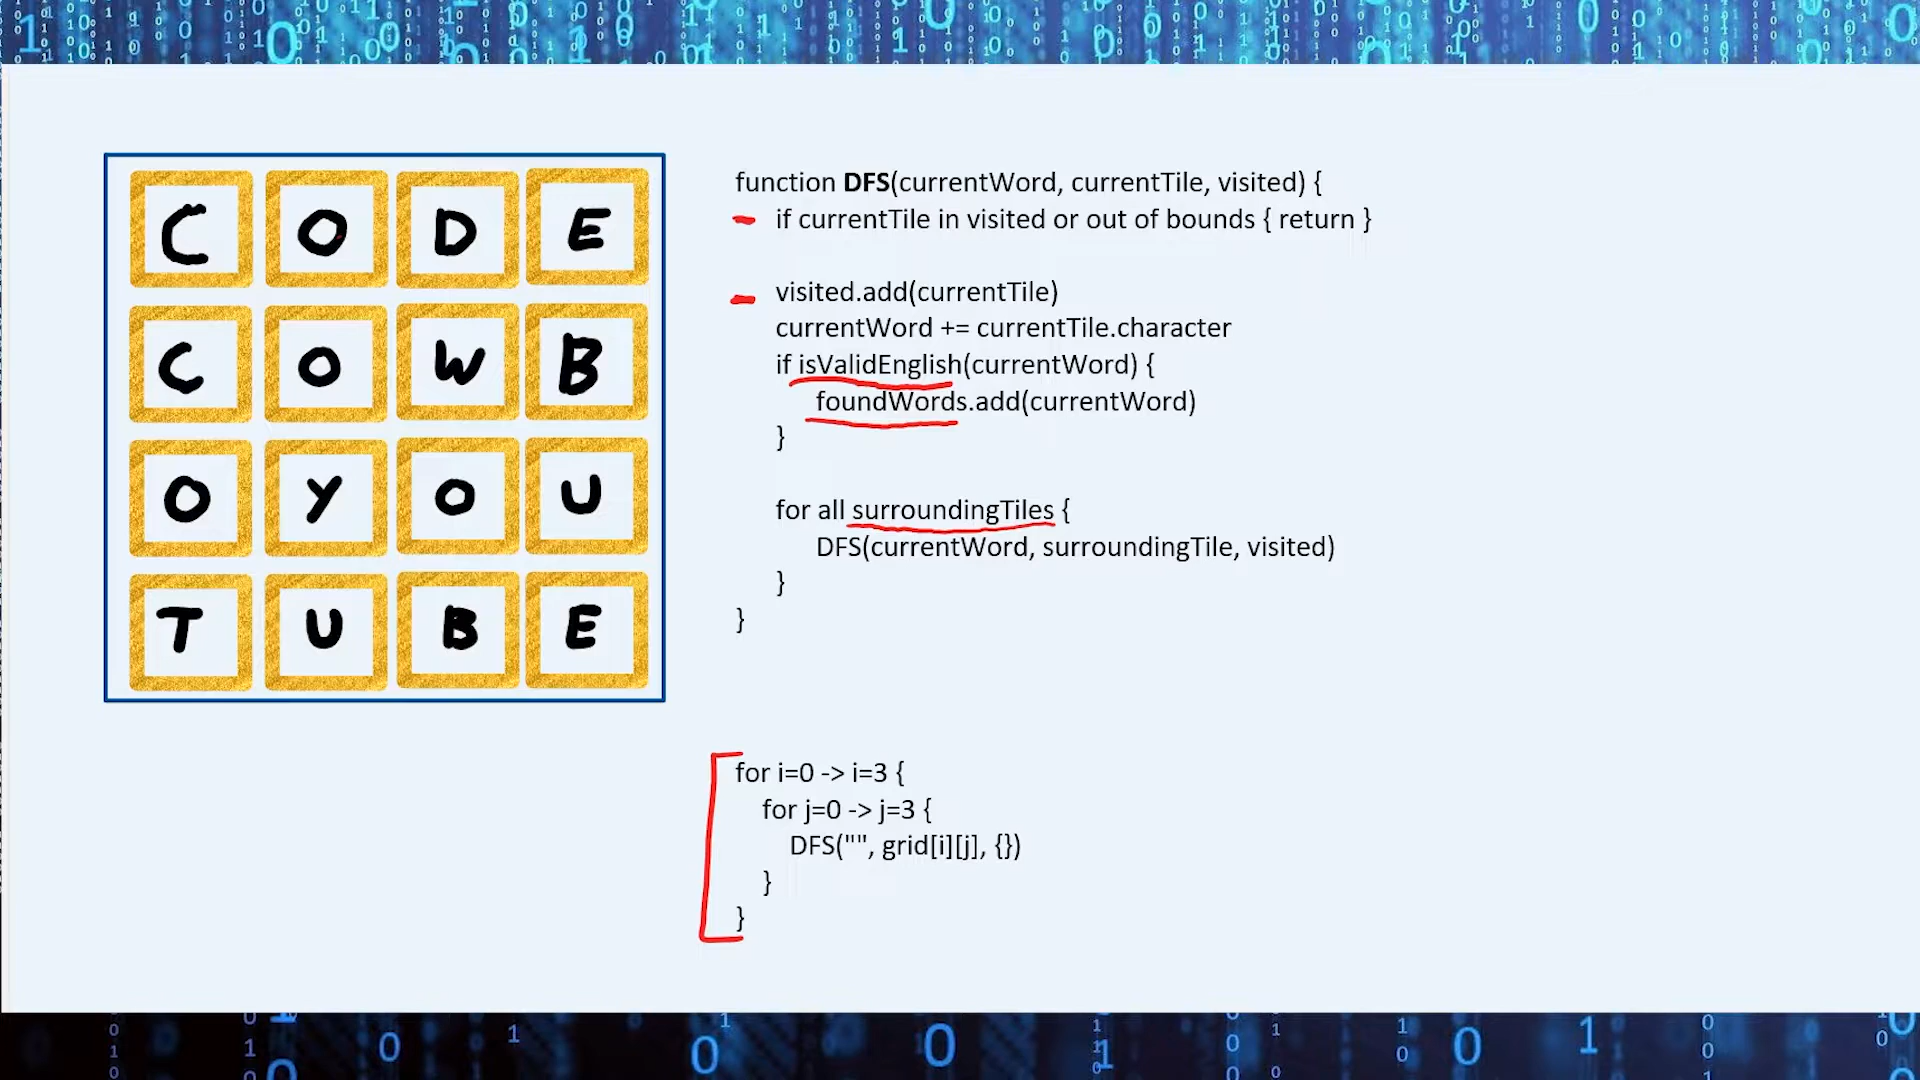 C O D E
C O W B
O Y O U
T U B E
function DFS(currentWord, currentTile, visited) {
if currentTile in visited or out of bounds { return }
visited.add(currentTile)
currentWord += currentTile.character
if isValidEnglish(currentWord) {
foundWords.add(currentWord)
}
for all surroundingTiles {
DFS(currentWord, surroundingTile, visited)
}
}
for i=0 -> i=3 {
for j=0 -> j=3 {
DFS("", grid[i][j], {})
}
}